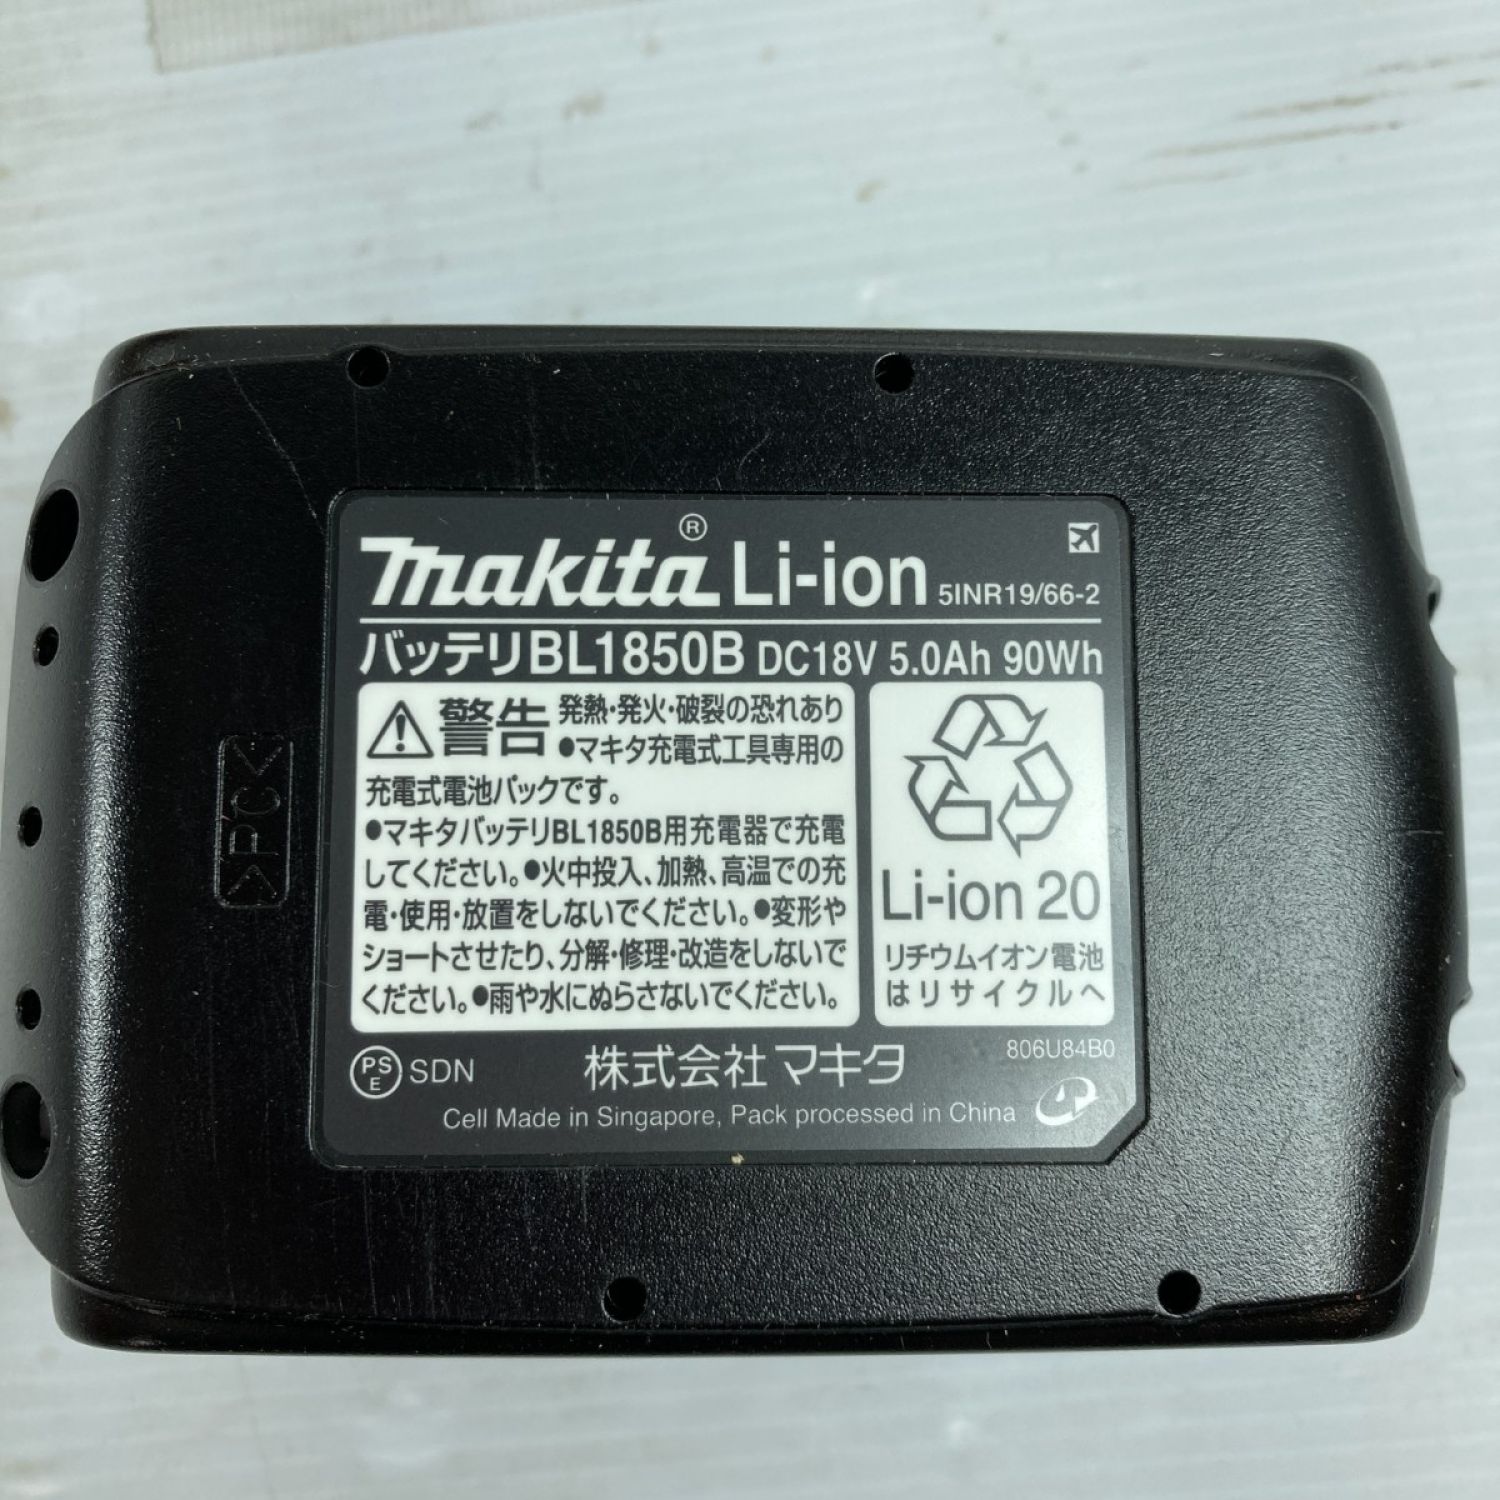 makita® Li-ion 5INR19/66-2
バッテリBL1850B DC18V 5.0Ah 90Wh
警告 発熱・発火・破裂の恐れあり
●マキタ充電式工具専用の
充電式電池パックです。
●マキタバッテリBL1850B用充電器で充電
してください。●火中投入、加熱、高温での充
電・使用・放置をしないでください。●変形や
ショートさせたり、分解・修理・改造をしないで
ください。●雨や水にぬらさないでください。
Li-ion 20
リチウムイオン電池
はリサイクルへ
PS
E
SDN
株式会社マキタ
806U84B0
Cell Made in Singapore, Pack processed in China
>PC<